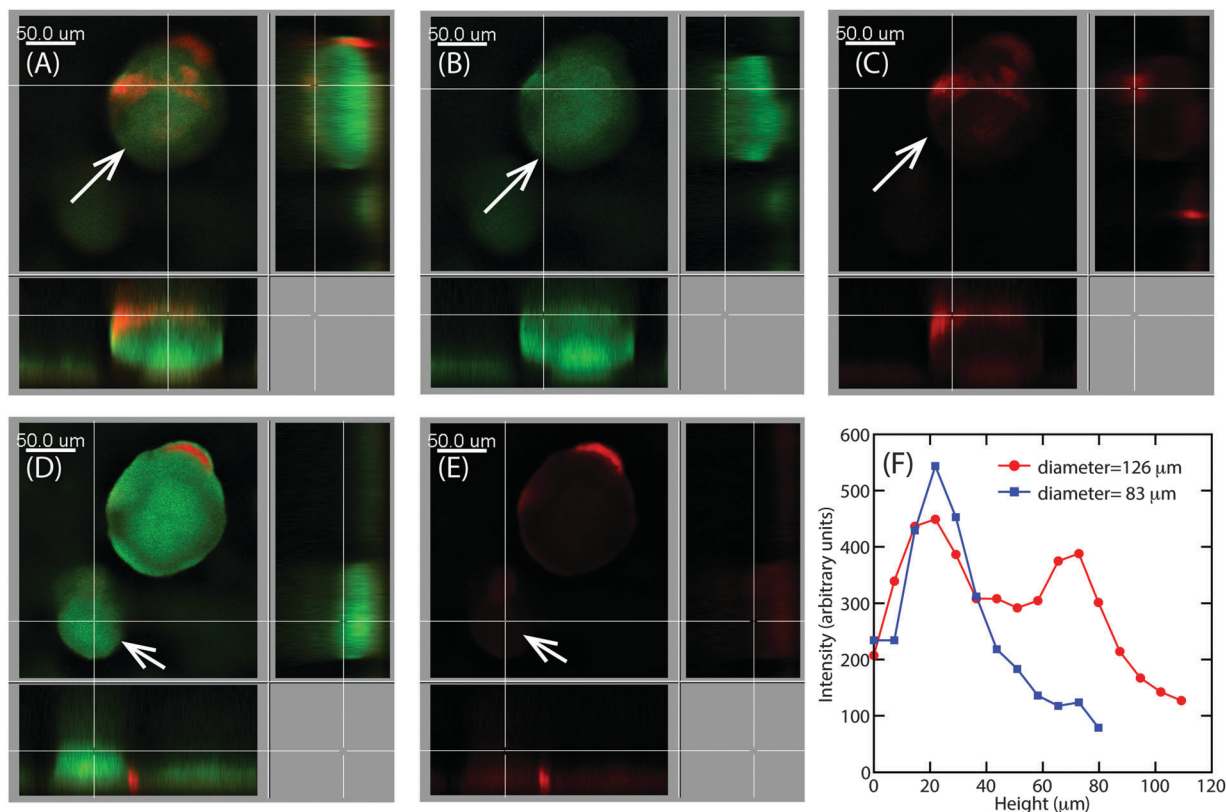 50.0 um
(A)
50.0 um
(B)
50.0 um
(C)
50.0 um
(D)
50.0 um
(E)
(F)
diameter=126 μm
diameter= 83 μm
600
500
400
300
200
100
0
Intensity (arbitrary units)
0 20 40 60 80 100 120
Height (μm)